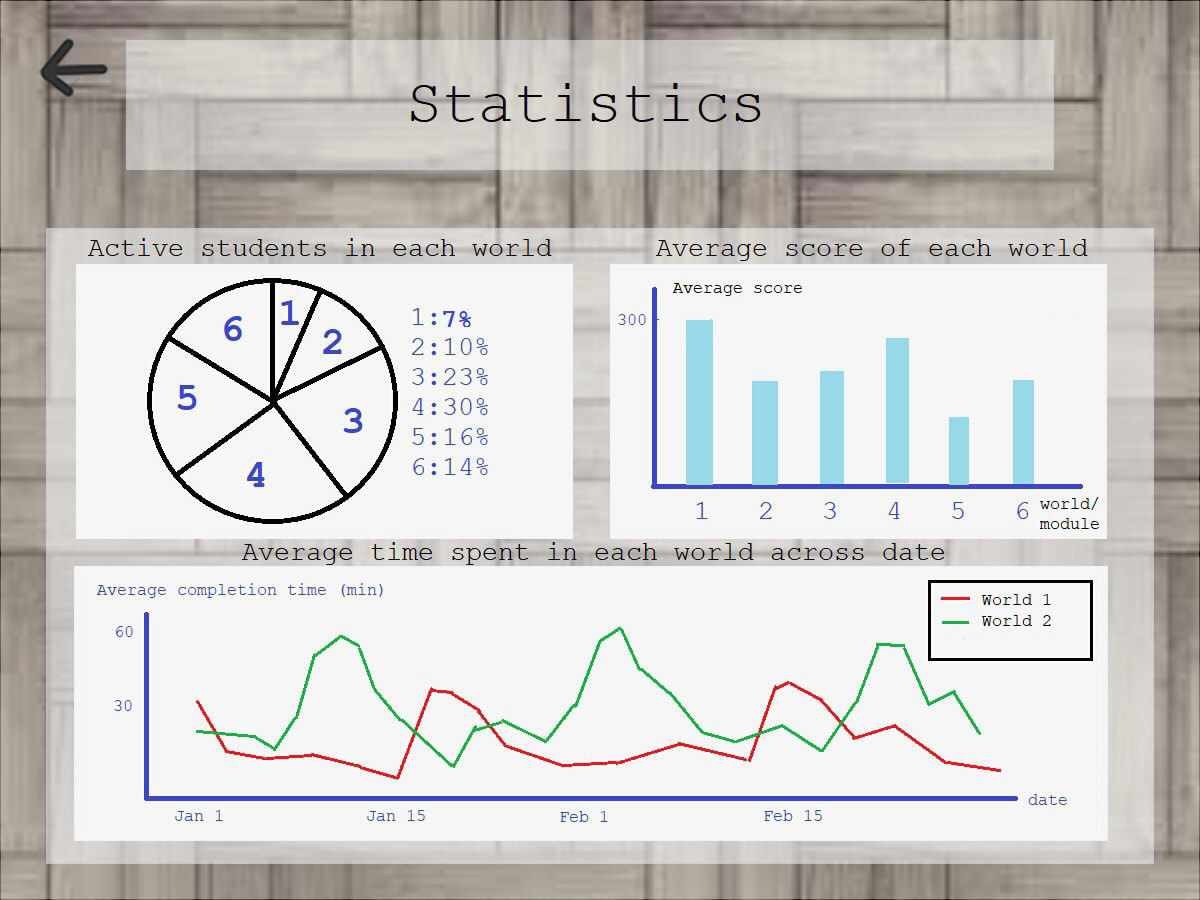 Statistics
Active students in each world
1
2
3
4
5
6
1:7%
2:10%
3:23%
4:30%
5:16%
6:14%
Average score of each world
Average score
300
1 2 3 4 5 6 world/
module
Average time spent in each world across date
Average completion time (min)
60
30
World 1
World 2
Jan 1 Jan 15 Feb 1 Feb 15 date